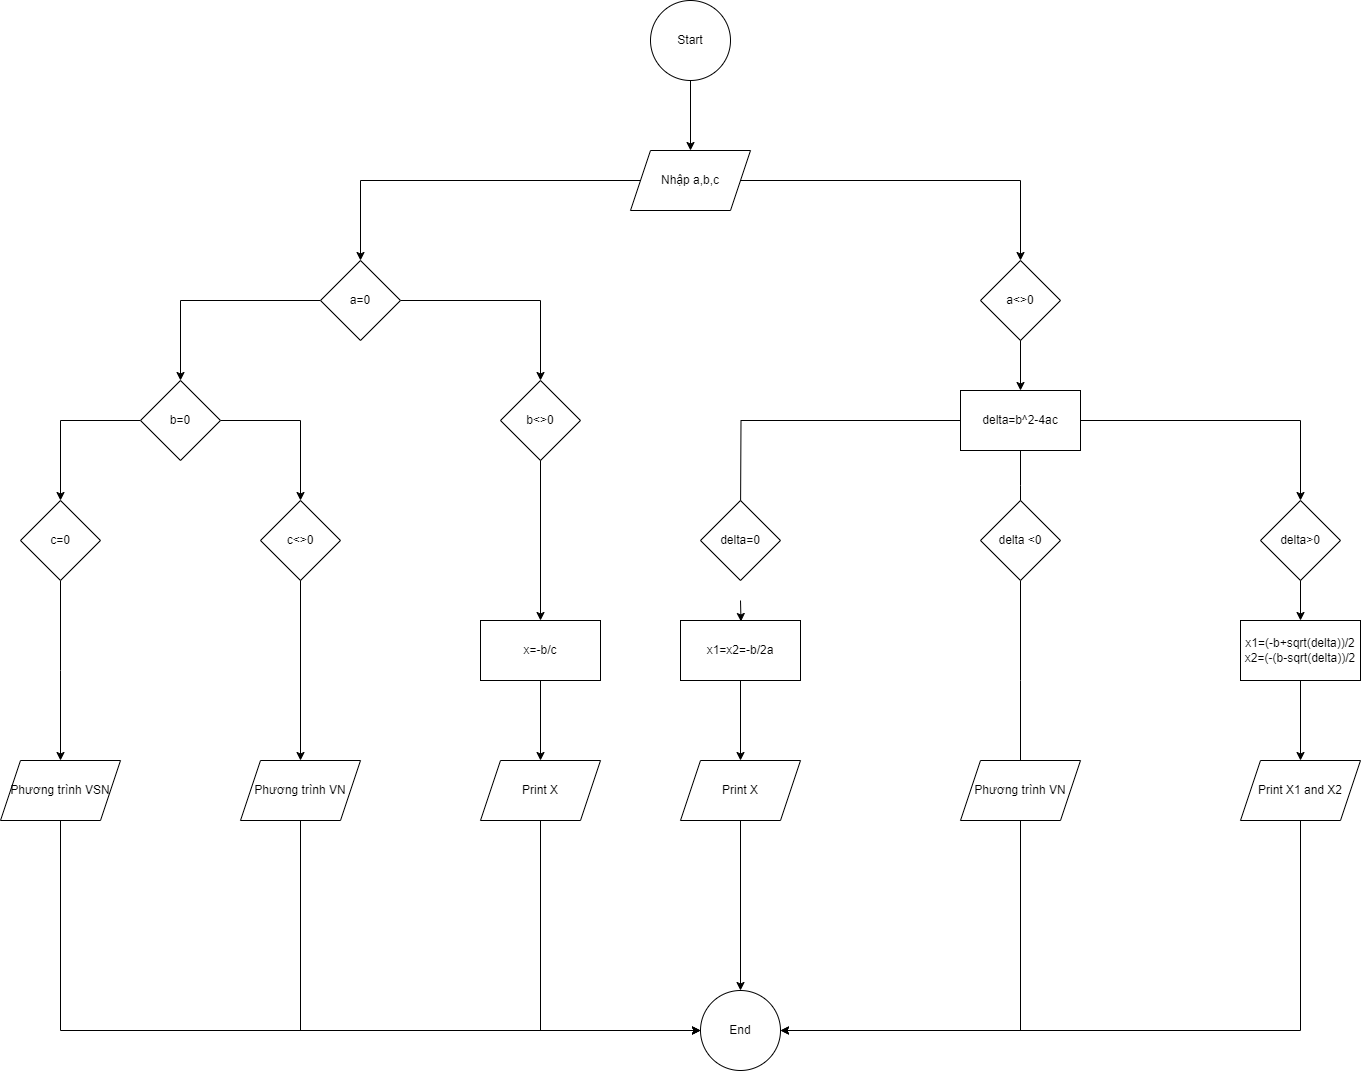 Start
Nhập a,b,c
a=0
a<>0
b=0
b<>0
delta=b^2-4ac
c=0
c<>0
delta=0
delta <0
delta>0
x=-b/c
x1=x2=-b/2a
x1=(-b+sqrt(delta))/2
x2=(-(b-sqrt(delta))/2
Phương trình VSN
Phương trình VN
Print X
Print X
Phương trình VN
Print X1 and X2
End